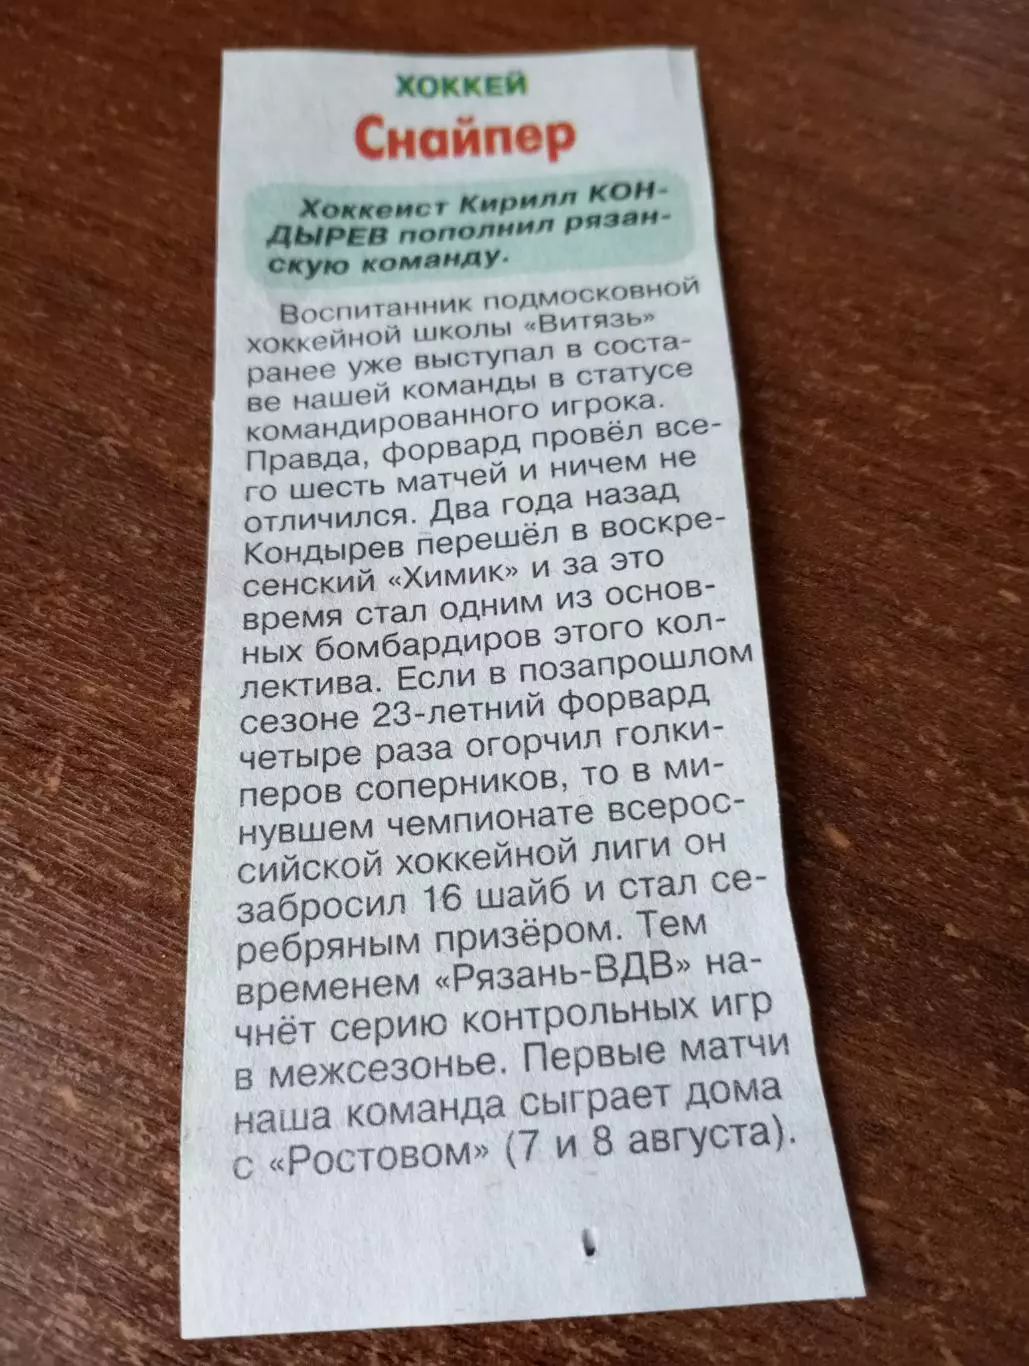 ХОККЕЙ
Снайпер
Хоккеист Кирилл КОН-
ДЫРЕВ пополнил рязан-
скую команду.
Воспитанник подмосковной
хоккейной школы «Витязь»
ранее уже выступал в соста-
ве нашей команды в статусе
командированного игрока.
Правда, форвард провёл все-
го шесть матчей и ничем не
отличился. Два года назад
Кондырев перешёл в воскре-
сенский «Химик» и за это
время стал одним из основ-
ных бомбардиров этого кол-
лектива. Если в позапрошлом
сезоне 23-летний форвард
четыре раза огорчил голки-
перов соперников, то в ми-
нувшем чемпионате всерос-
сийской хоккейной лиги он
забросил 16 шайб и стал се-
ребряным призёром. Тем
временем «Рязань-ВДВ» на-
чнёт серию контрольных игр
в межсезонье. Первые матчи
наша команда сыграет дома
с «Ростовом» (7 и 8 августа).